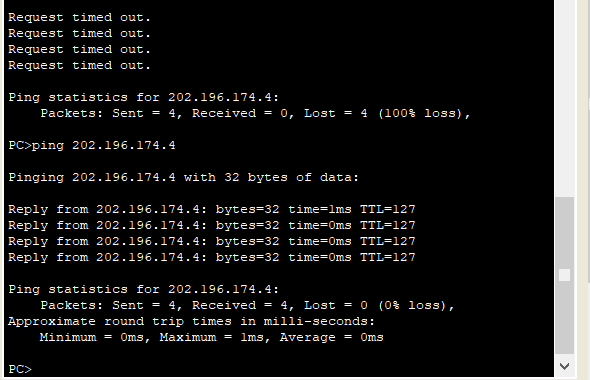 Request timed out.
Request timed out.
Request timed out.
Request timed out.
Ping statistics for 202.196.174.4:
Packets: Sent = 4, Received = 0, Lost = 4 (100% loss),
PC>ping 202.196.174.4
Pinging 202.196.174.4 with 32 bytes of data:
Reply from 202.196.174.4: bytes=32 time=1ms TTL=127
Reply from 202.196.174.4: bytes=32 time=0ms TTL=127
Reply from 202.196.174.4: bytes=32 time=0ms TTL=127
Reply from 202.196.174.4: bytes=32 time=0ms TTL=127
Ping statistics for 202.196.174.4:
Packets: Sent = 4, Received = 4, Lost = 0 (0% loss),
Approximate round trip times in milli-seconds:
Minimum = 0ms, Maximum = 1ms, Average = 0ms
PC>